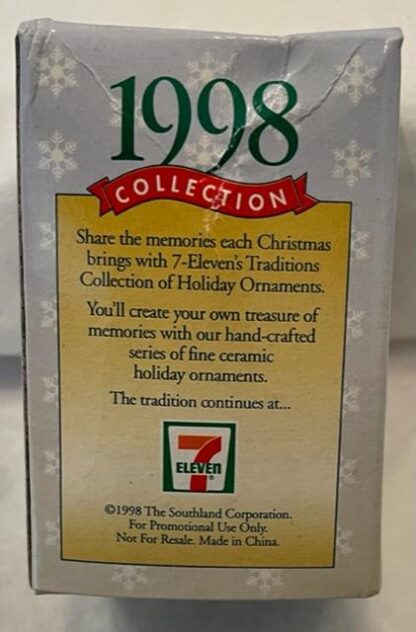 1998
COLLECTION
Share the memories each Christmas
brings with 7-Eleven's Traditions
Collection of Holiday Ornaments.
You'll create your own treasure of
memories with our hand-crafted
series of fine ceramic
holiday ornaments.
The tradition continues at...
7
ELEVEn
®
©1998 The Southland Corporation.
For Promotional Use Only.
Not For Resale. Made in China.